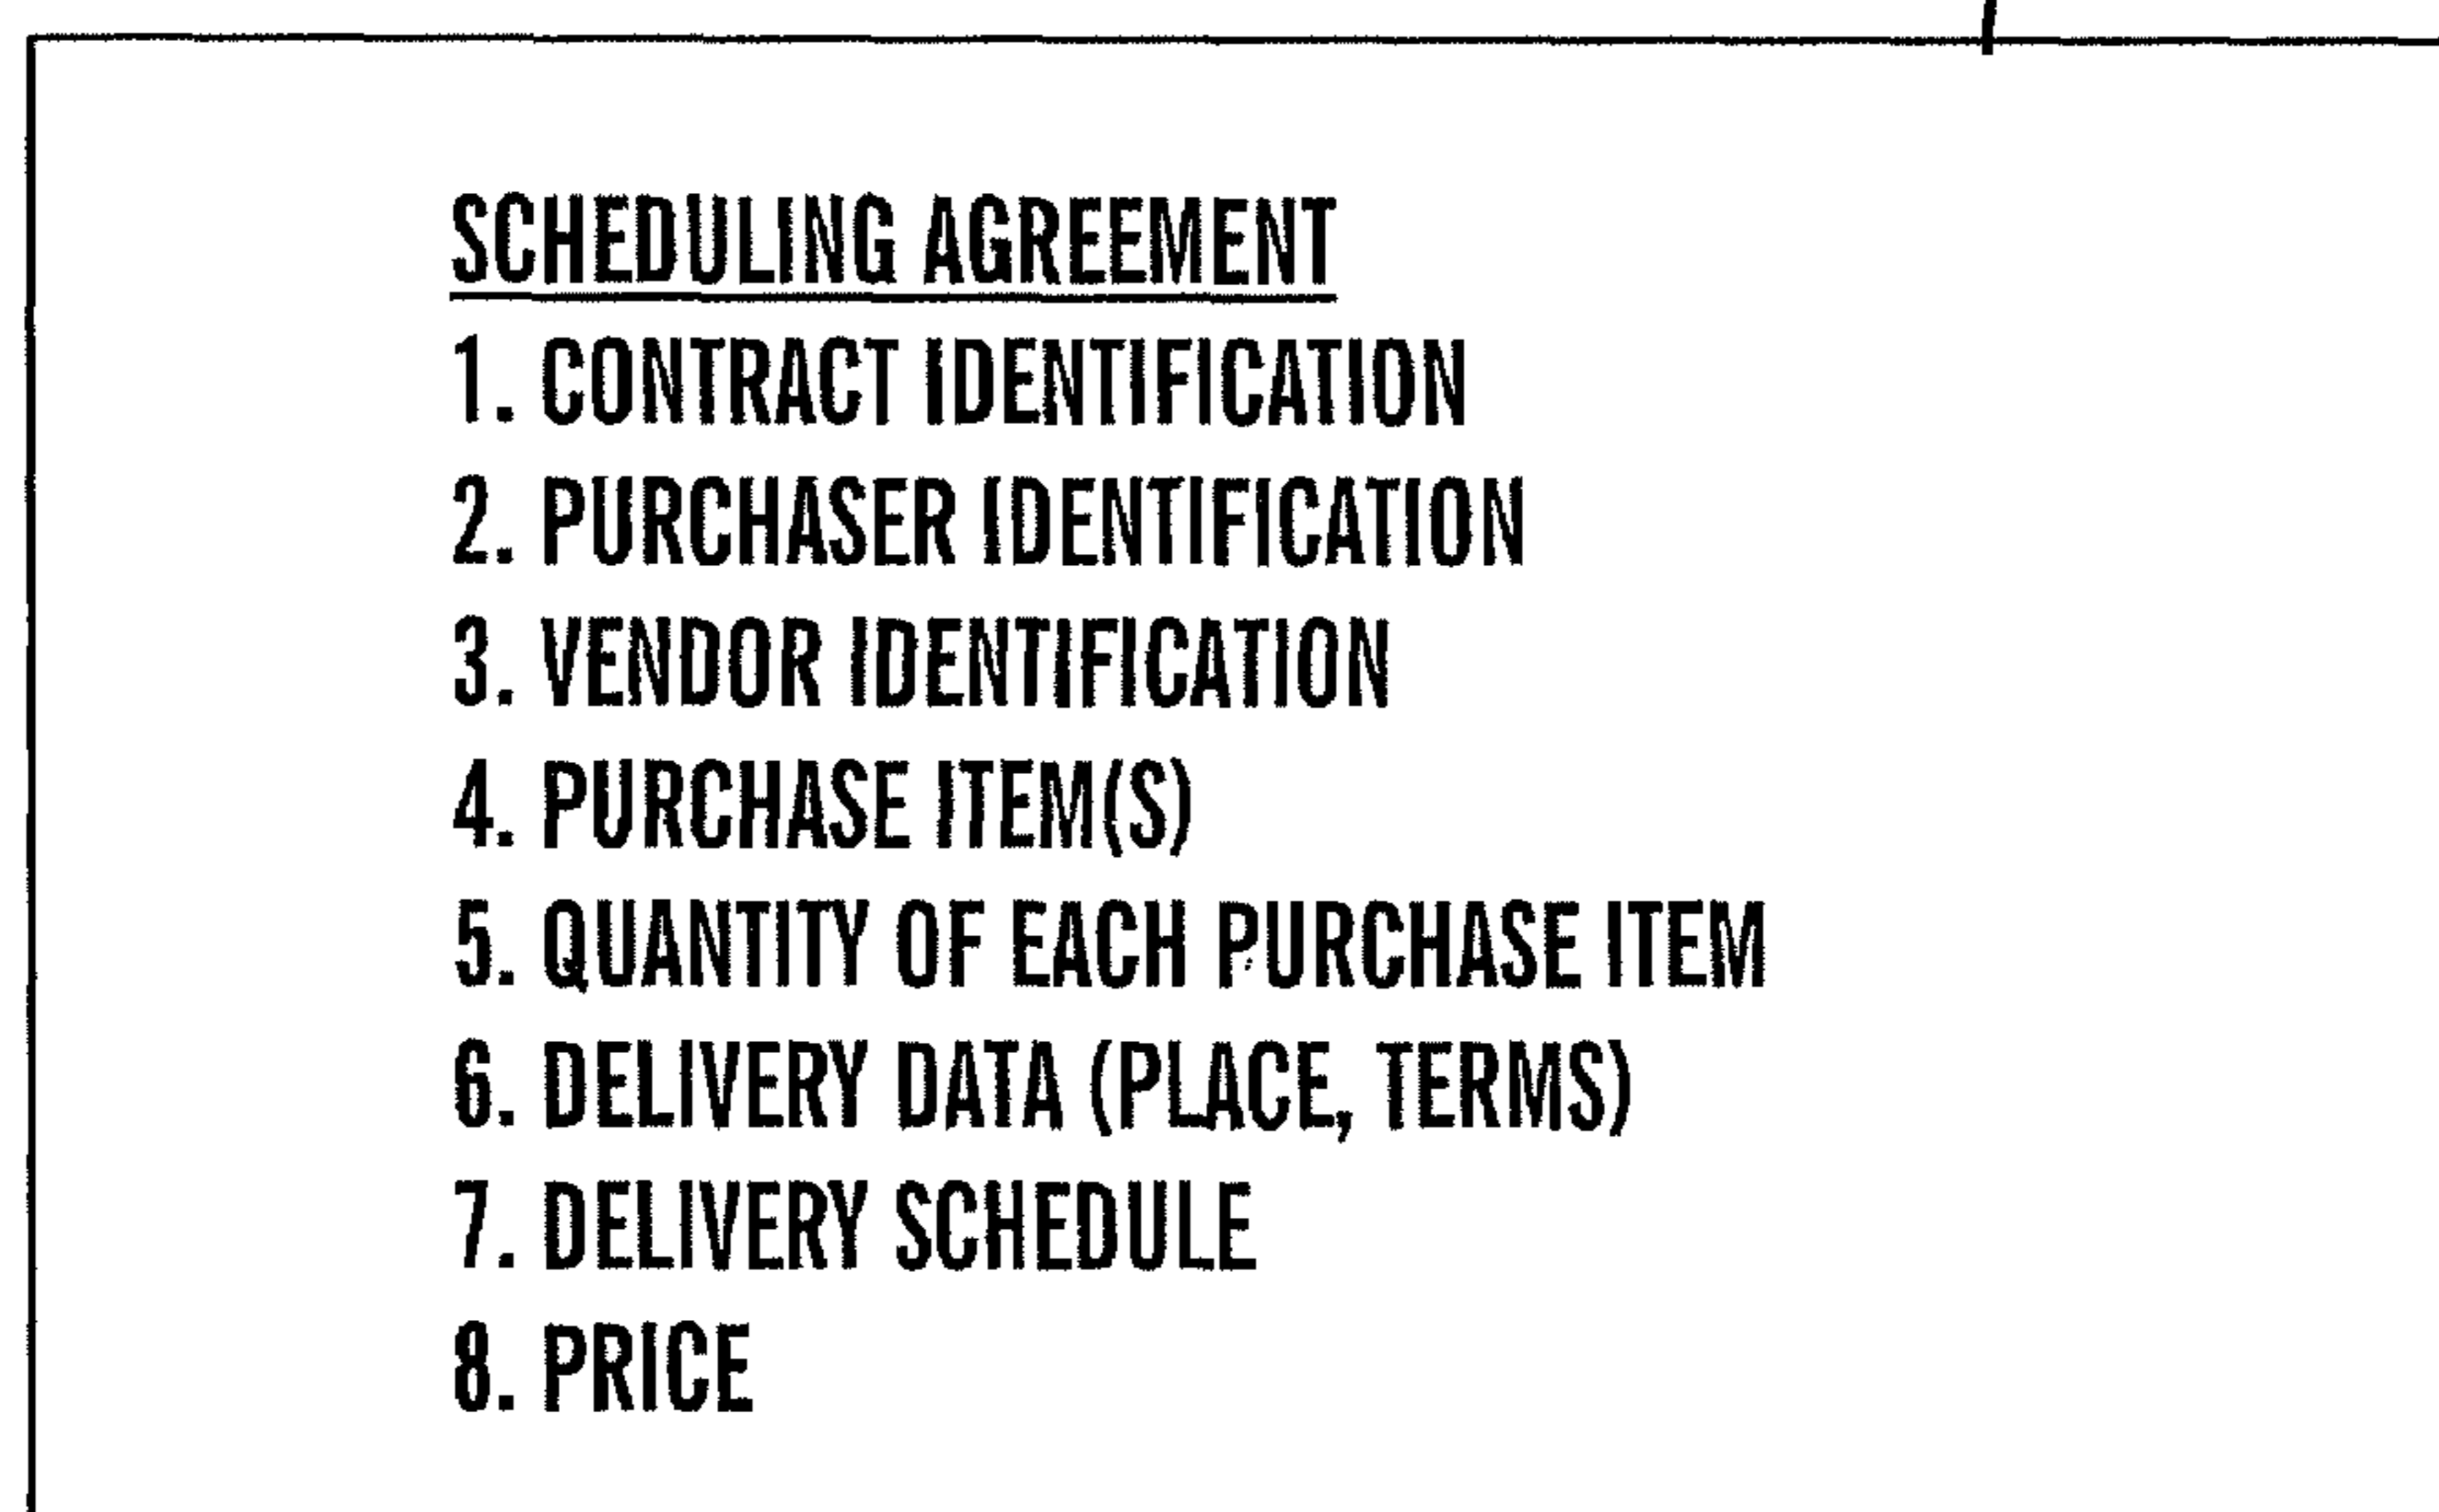 SCHEDULING AGREEMENT
1. CONTRACT IDENTIFICATION
2. PURCHASER IDENTIFICATION
3. VENDOR IDENTIFICATION
4. PURCHASE ITEM(S)
5. QUANTITY OF EACH PURCHASE ITEM
6. DELIVERY DATA (PLACE, TERMS)
7. DELIVERY SCHEDULE
8. PRICE